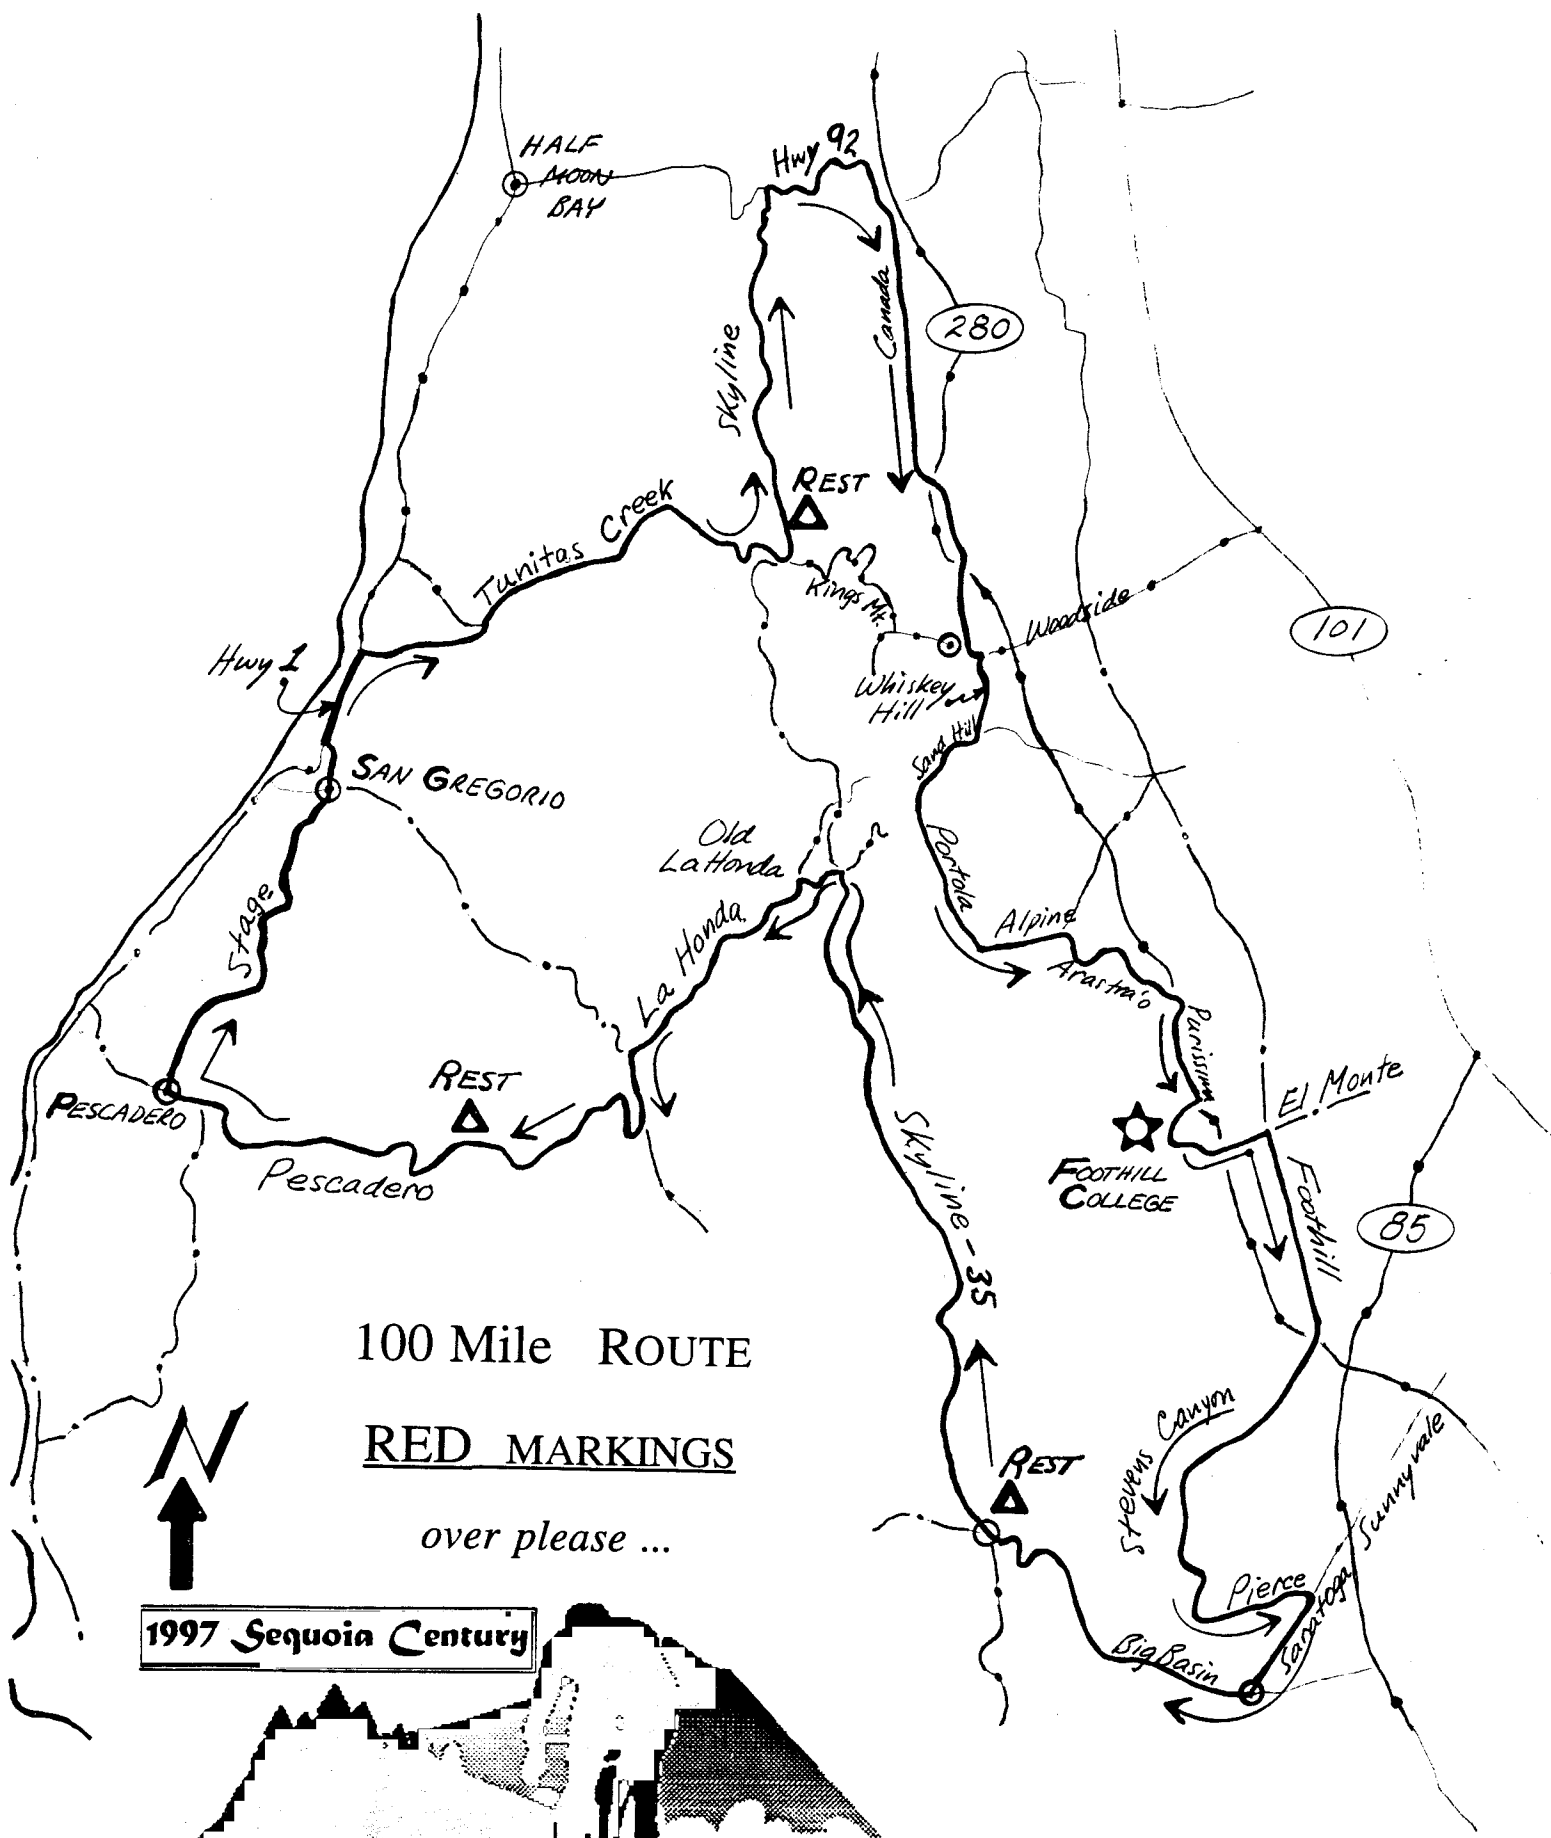 HALF
MOON
BAY
Hwy 92
Canada
280
Skyline
REST
Tunitas Creek
Kings Mt.
Woodside
101
Hwy 1
Whiskey
Hill
Sand Hill
SAN GREGORIO
Old
La Honda
Portola
Stage
La Honda
Alpine
Arastra'o
Purissima
REST
El Monte
PESCADERO
Pescadero
FOOTHILL
COLLEGE
Foothill
85
Skyline - 35
100 Mile ROUTE
RED MARKINGS
over please ...
N
Stevens Canyon
REST
Saratoga Sunnyvale
Pierce
Big Basin
1997 Sequoia Century